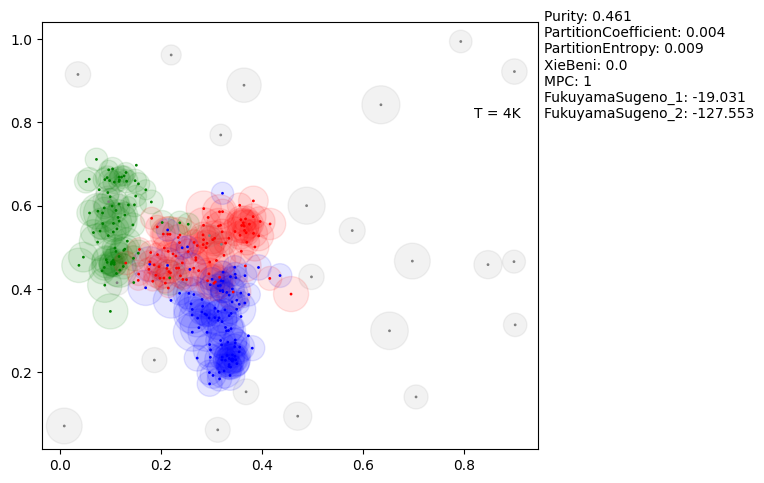 Purity: 0.461
PartitionCoefficient: 0.004
PartitionEntropy: 0.009
XieBeni: 0.0
MPC: 1
FukuyamaSugeno_1: -19.031
FukuyamaSugeno_2: -127.553
T = 4K
1.0
0.8
0.6
0.4
0.2
0.0 0.2 0.4 0.6 0.8